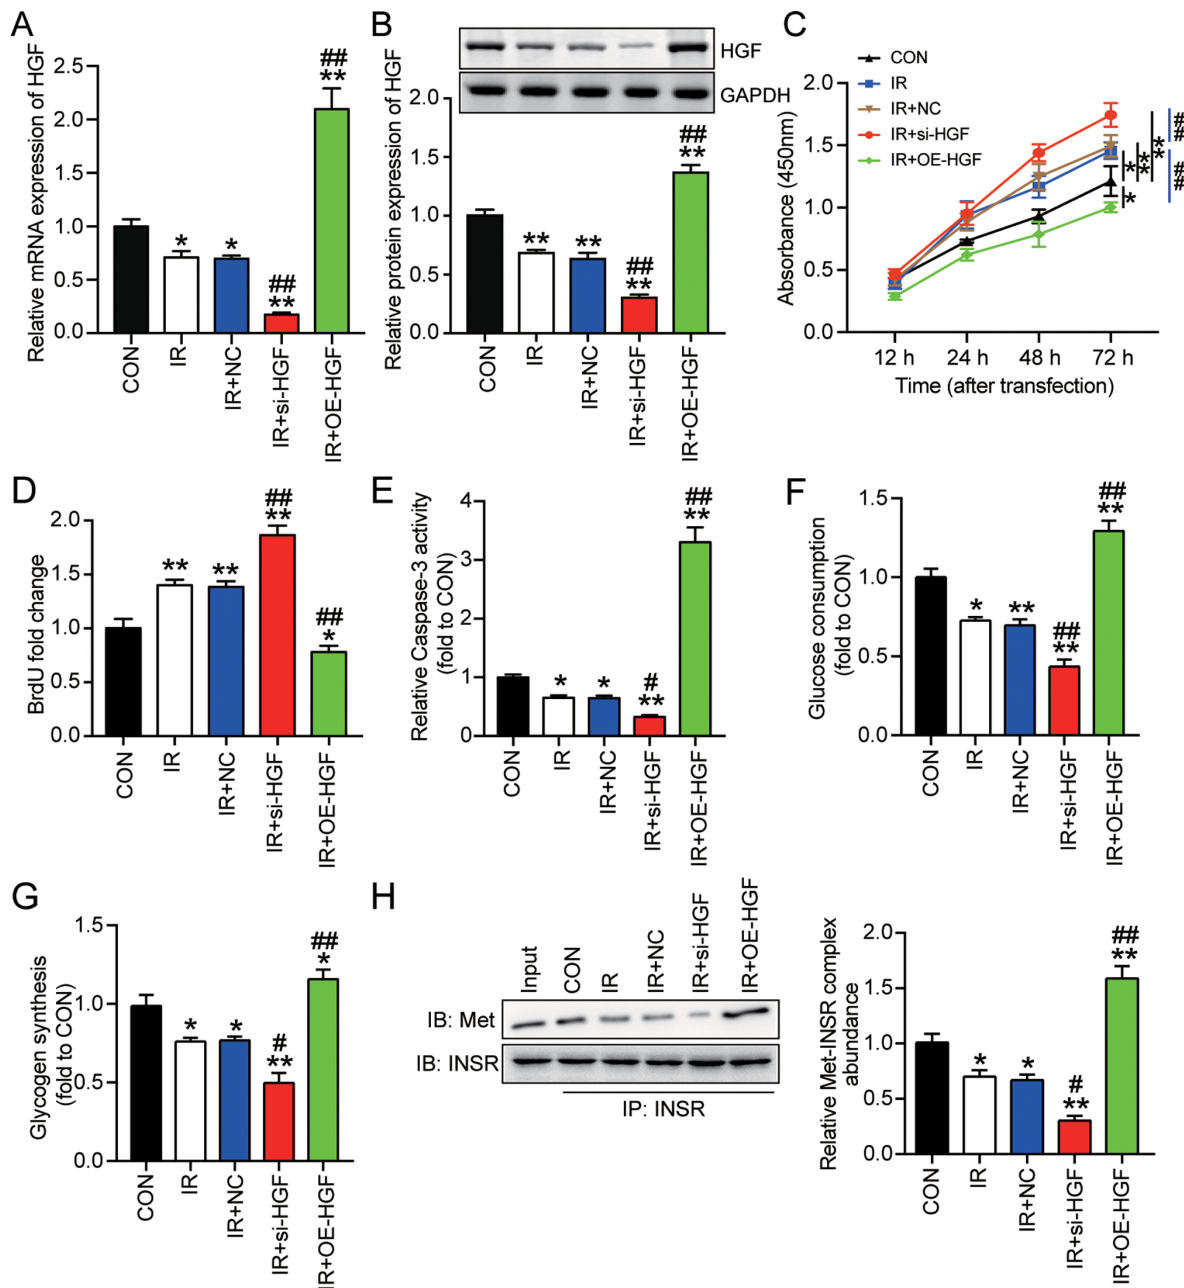 A
Relative mRNA expression of HGF
2.5
2.0
1.5
1.0
0.5
0.0
*
*
##
**
##
**
CON
IR
IR+NC
IR+si-HGF
IR+OE-HGF
B
HGF
GAPDH
Relative protein expression of HGF
2.0
1.5
1.0
0.5
0.0
**
**
##
**
##
**
CON
IR
IR+NC
IR+si-HGF
IR+OE-HGF
C
CON
IR
IR+NC
IR+si-HGF
IR+OE-HGF
Absorbance (450nm)
2.0
1.5
1.0
0.5
0.0
*
**
**
*
##
##
12 h
24 h
48 h
72 h
Time (after transfection)
D
BrdU fold change
2.0
1.5
1.0
0.5
0.0
**
**
##
**
##
*
CON
IR
IR+NC
IR+si-HGF
IR+OE-HGF
E
Relative Caspase-3 activity
(fold to CON)
4
3
2
1
0
*
*
#
**
##
**
CON
IR
IR+NC
IR+si-HGF
IR+OE-HGF
F
Glucose consumption
(fold to CON)
1.5
1.0
0.5
0.0
*
**
##
**
##
**
CON
IR
IR+NC
IR+si-HGF
IR+OE-HGF
G
Glycogen synthesis
(fold to CON)
1.5
1.0
0.5
0.0
*
*
#
**
##
*
CON
IR
IR+NC
IR+si-HGF
IR+OE-HGF
H
Input
CON
IR
IR+NC
IR+si-HGF
IR+OE-HGF
IB: Met
IB: INSR
IP: INSR
Relative Met-INSR complex
abundance
2.0
1.5
1.0
0.5
0.0
*
*
#
**
##
**
CON
IR
IR+NC
IR+si-HGF
IR+OE-HGF